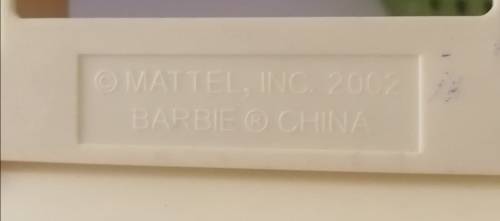 © MATTEL, INC. 2002
BARBIE ® CHINA